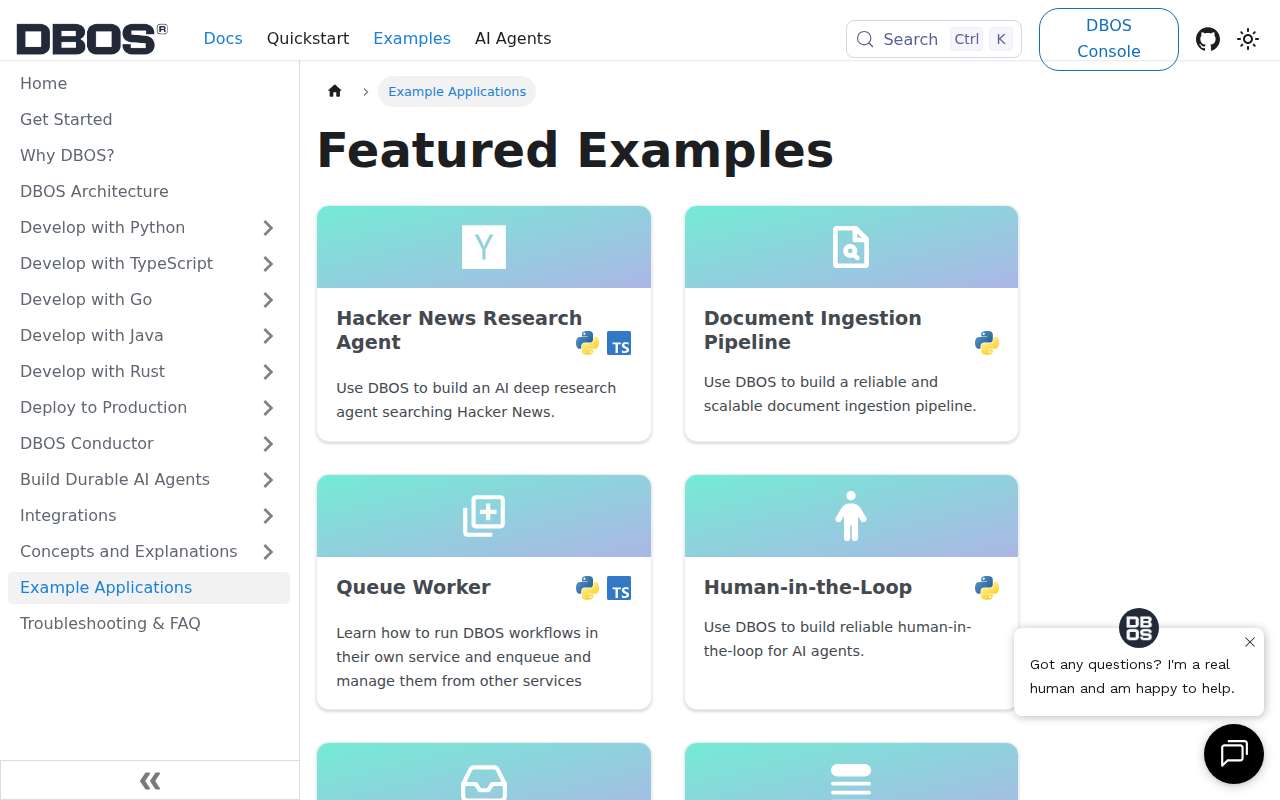 DBOS®
Docs
Quickstart
Examples
AI Agents
Search
Ctrl
K
DBOS
Console
Home
Get Started
Why DBOS?
DBOS Architecture
Develop with Python
Develop with TypeScript
Develop with Go
Develop with Java
Develop with Rust
Deploy to Production
DBOS Conductor
Build Durable AI Agents
Integrations
Concepts and Explanations
Example Applications
Troubleshooting & FAQ
Example Applications
Featured Examples
Y
Hacker News Research
Agent
TS
Use DBOS to build an AI deep research
agent searching Hacker News.
Document Ingestion
Pipeline
Use DBOS to build a reliable and
scalable document ingestion pipeline.
Queue Worker
TS
Learn how to run DBOS workflows in
their own service and enqueue and
manage them from other services
Human-in-the-Loop
Use DBOS to build reliable human-in-
the-loop for AI agents.
DB
OS
Got any questions? I'm a real
human and am happy to help.